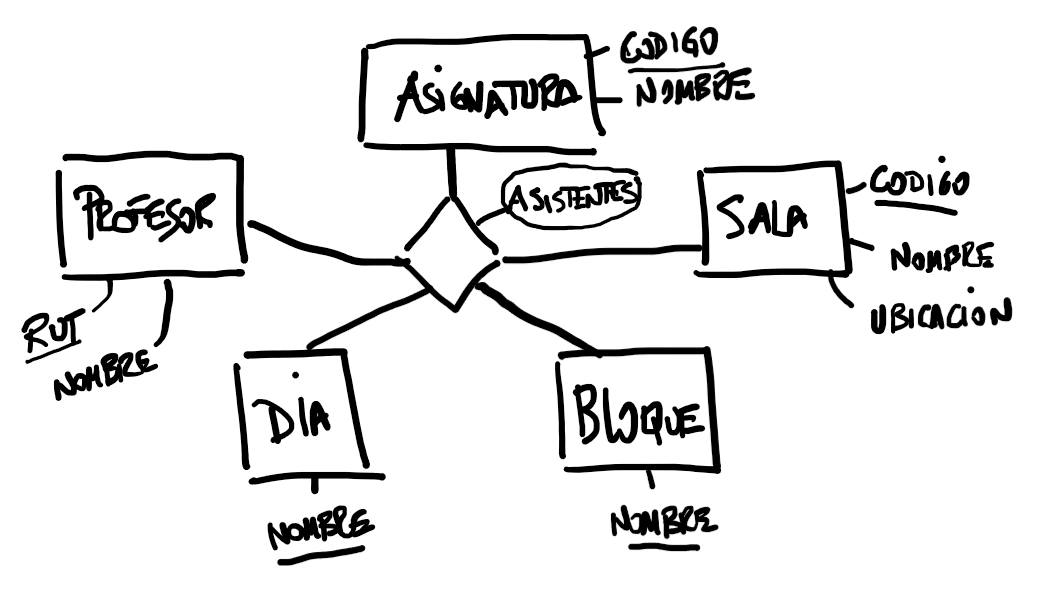 CODIGO
NOMBRE
ASIGNATURA
PROFESOR
ASISTENTES
SALA
CODIGO
NOMBRE
UBICACION
RUT
NOMBRE
DIA
BLOQUE
NOMBRE
NOMBRE